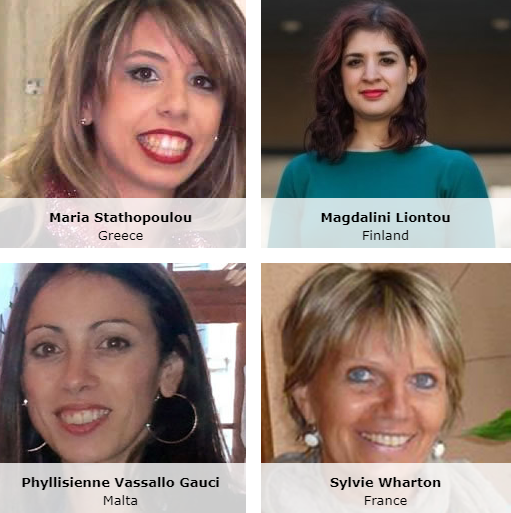 Maria Stathopoulou
Greece
Magdalini Liontou
Finland
Phyllisienne Vassallo Gauci
Malta
Sylvie Wharton
France